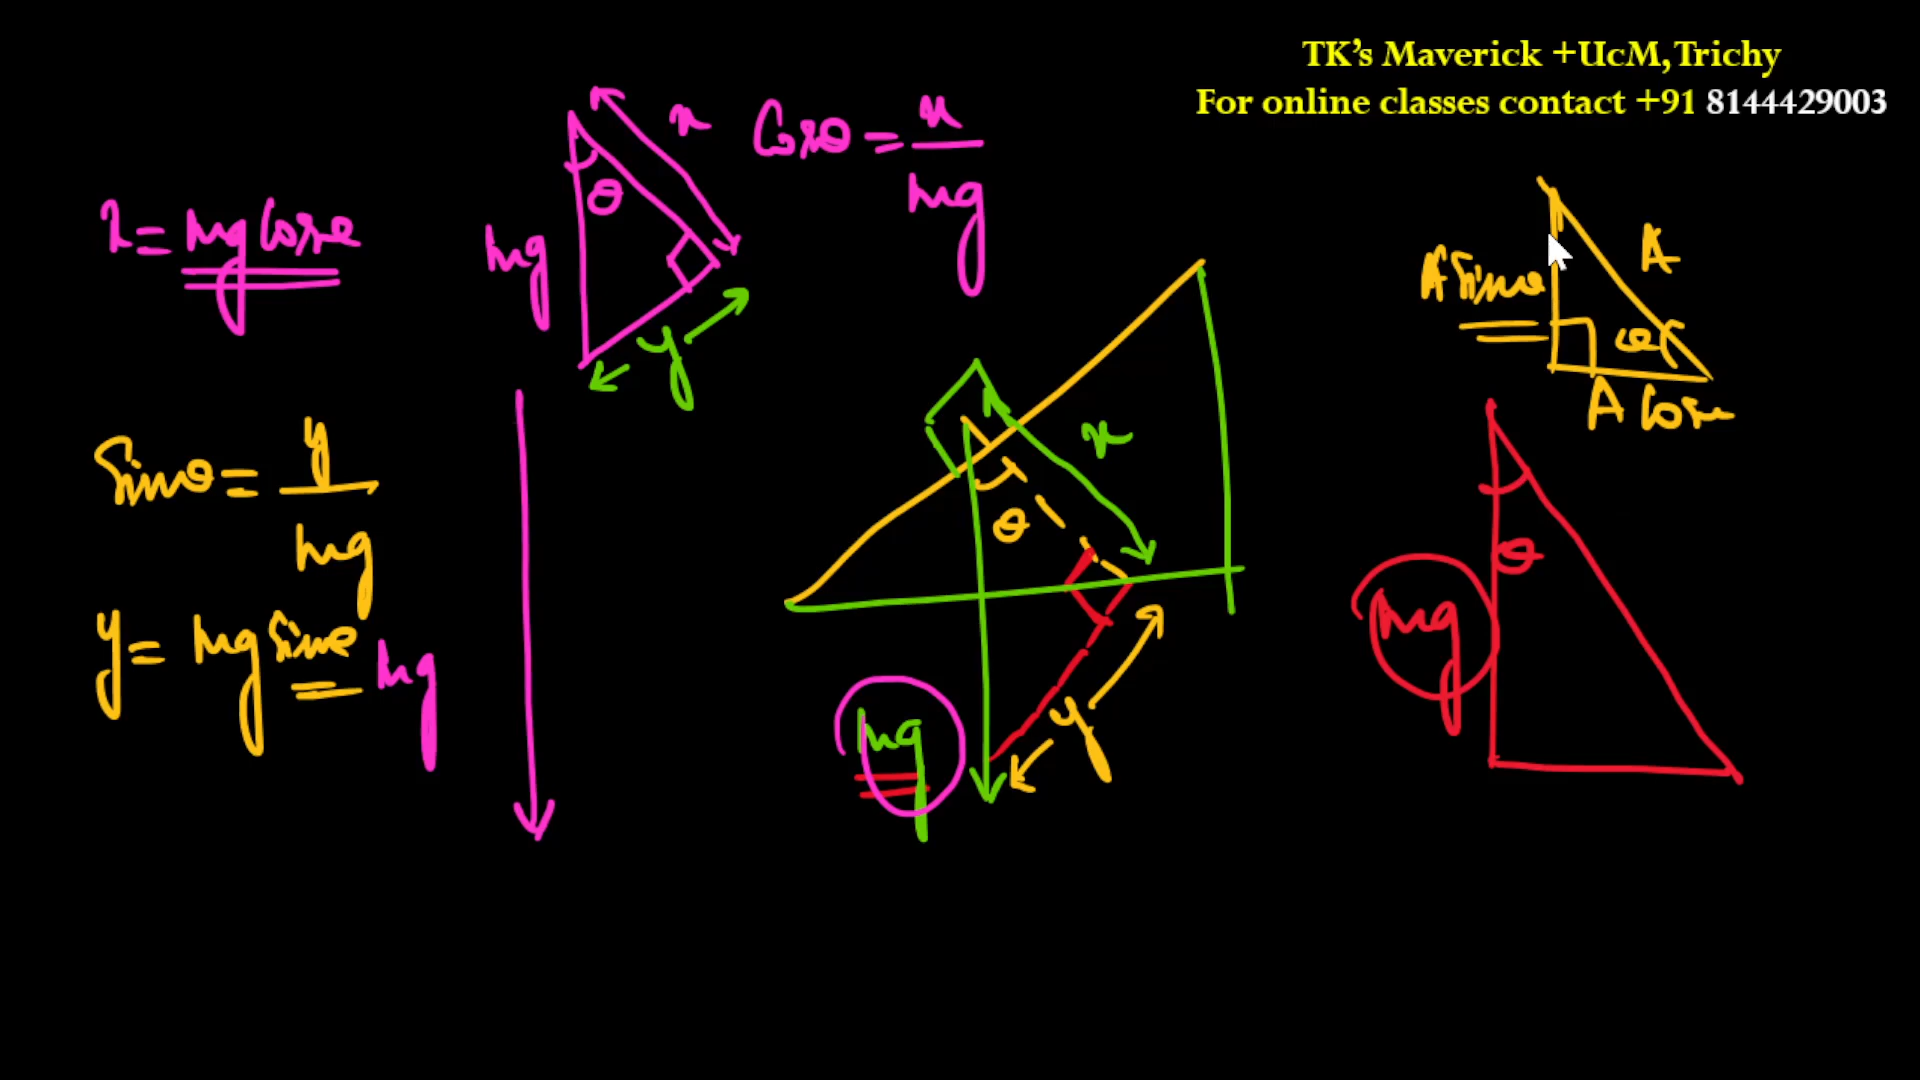 TK's Maverick +UcM, Trichy
For online classes contact +91 8144429003
x
Cosθ = x/mg
θ
mg
y
x = mg Cosθ
A
A Sinθ
θ
A Cosθ
Sinθ = y/mg
x
θ
y
mg
θ
mg
y = mg Sinθ
mg